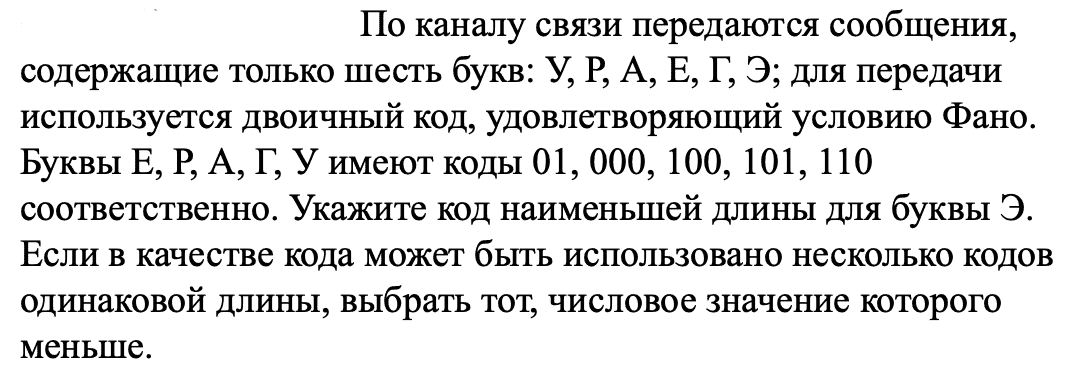 По каналу связи передаются сообщения,
содержащие только шесть букв: У, Р, А, Е, Г, Э; для передачи
используется двоичный код, удовлетворяющий условию Фано.
Буквы Е, Р, А, Г, У имеют коды 01, 000, 100, 101, 110
соответственно. Укажите код наименьшей длины для буквы Э.
Если в качестве кода может быть использовано несколько кодов
одинаковой длины, выбрать тот, числовое значение которого
меньше.